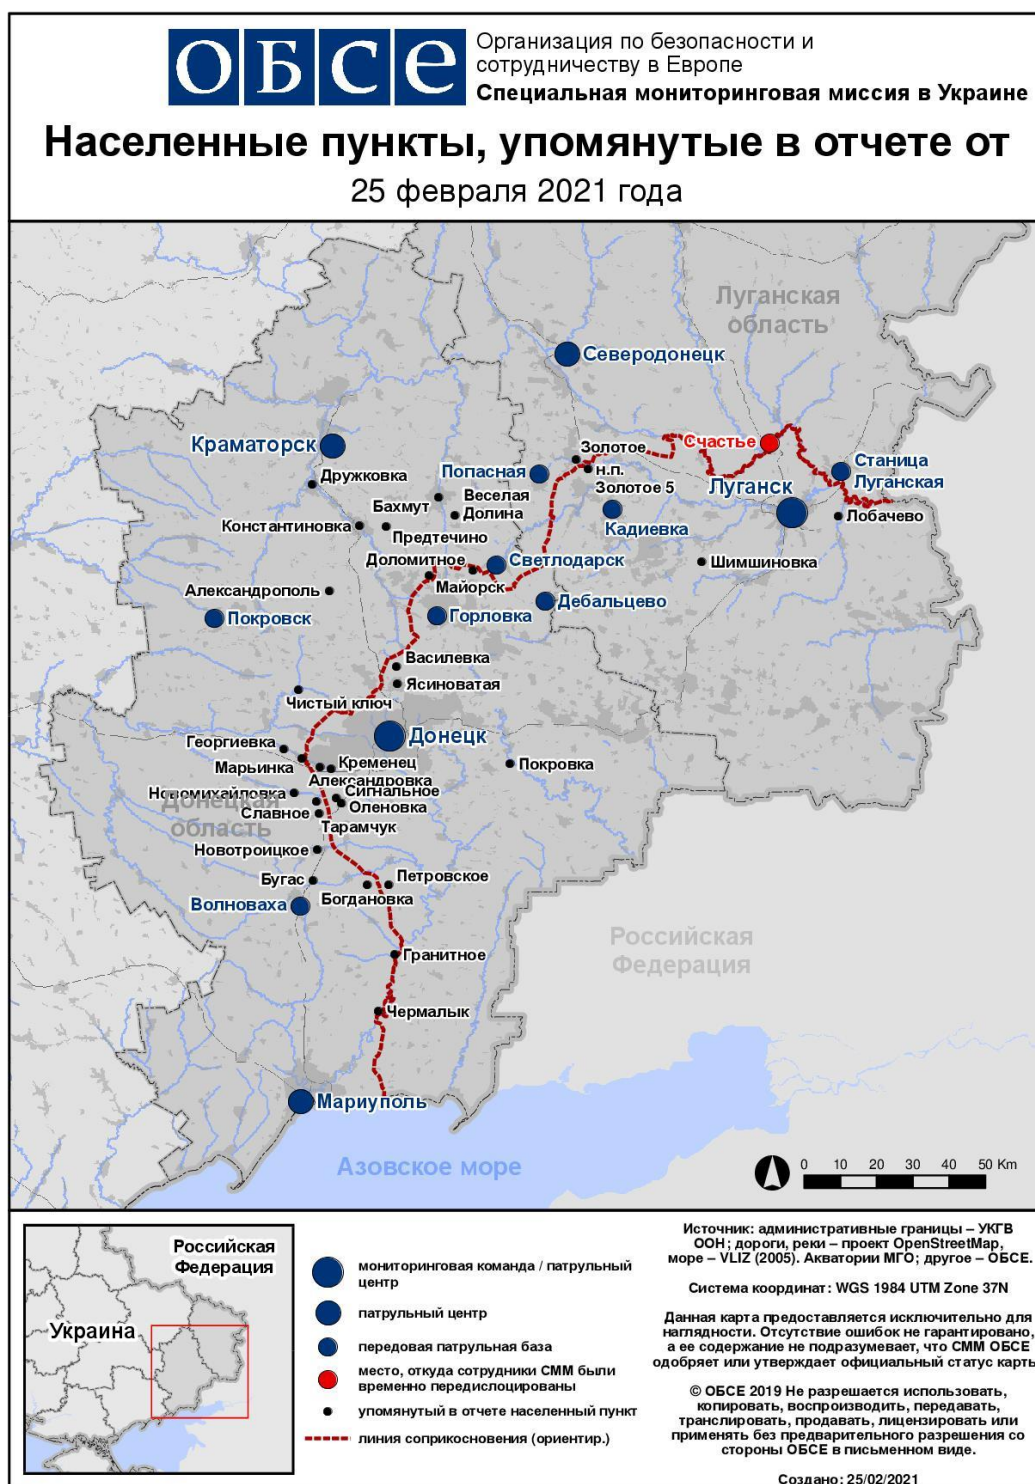 ОБСЕ
Организация по безопасности и
сотрудничеству в Европе
Специальная мониторинговая миссия в Украине
Населенные пункты, упомянутые в отчете от
25 февраля 2021 года
Луганская
область
Северодонецк
Краматорск
Счастье
Золотое
Станица
Луганская
Попасная
н.п.
Золотое 5
Дружковка
Луганск
Веселая
Долина
Бахмут
Кадиевка
Лобачево
Константиновка
Предтечино
Доломитное
Светлодарск
Шимшиновка
Майорск
Александрополь
Дебальцево
Покровск
Горловка
Василевка
Ясиноватая
Чистый ключ
Донецк
Георгиевка
Марьинка
Кременец
Покровка
Александровка
Новомихайловка
Сигнальное
Донецкая
область
Оленовка
Славное
Тарамчук
Новотроицкое
Бугас
Петровское
Богдановка
Волноваха
Российская
Федерация
Гранитное
Чермалык
Мариуполь
Азовское море
0 10 20 30 40 50 Km
Российская
Федерация
Украина
мониторинговая команда / патрульный
центр
патрульный центр
передовая патрульная база
место, откуда сотрудники СММ были
временно передислоцированы
упомянутый в отчете населенный пункт
линия соприкосновения (ориентир.)
Источник: административные границы – УКГВ
ООН; дороги, реки – проект OpenStreetMap,
море – VLIZ (2005). Акватории МГО; другое – ОБСЕ.
Система координат: WGS 1984 UTM Zone 37N
Данная карта предоставляется исключительно для
наглядности. Отсутствие ошибок не гарантировано,
а ее содержание не подразумевает, что СММ ОБСЕ
одобряет или утверждает официальный статус карты
© ОБСЕ 2019 Не разрешается использовать,
копировать, воспроизводить, передавать,
транслировать, продавать, лицензировать или
применять без предварительного разрешения со
стороны ОБСЕ в письменном виде.
Создано: 25/02/2021